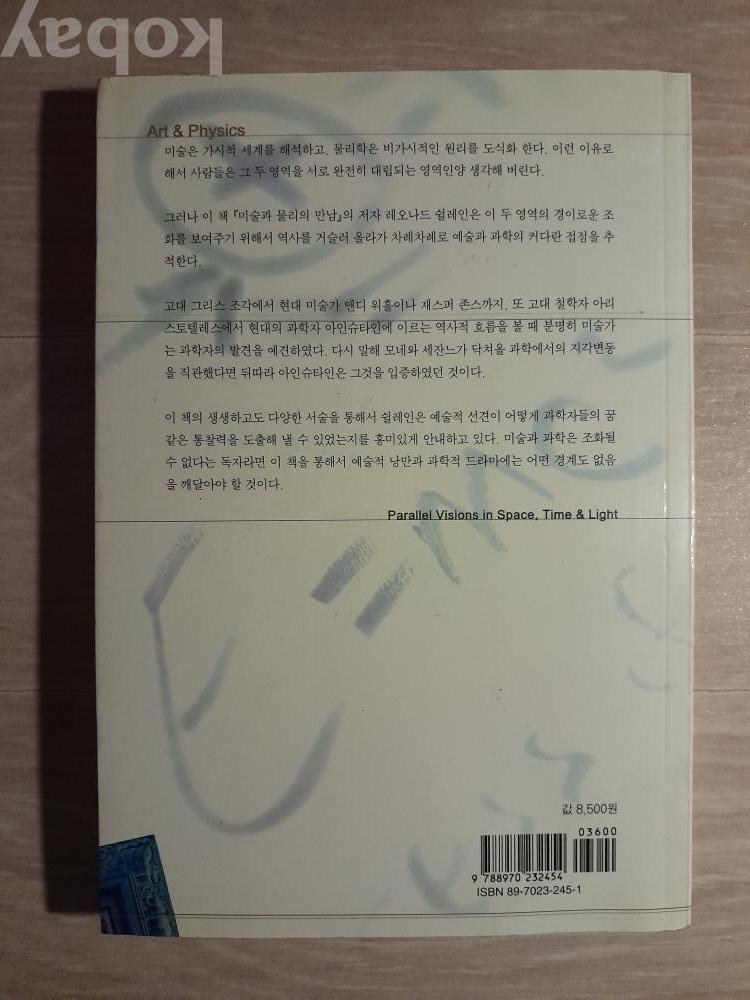 kobay
Art & Physics
미술은 가시적 세계를 해석하고, 물리학은 비가시적인 원리를 도식화 한다. 이런 이유로
해서 사람들은 그 두 영역을 서로 완전히 대립되는 영역인양 생각해 버린다.
그러나 이 책 『미술과 물리의 만남』의 저자 레오나드 쉴레인은 이 두 영역의 경이로운 조
화를 보여주기 위해서 역사를 거슬러 올라가 차례차례로 예술과 과학의 커다란 접점을 추
적한다.
고대 그리스 조각에서 현대 미술가 앤디 워홀이나 재스퍼 존스까지, 또 고대 철학자 아리
스토텔레스에서 현대의 과학자 아인슈타인에 이르는 역사적 흐름을 볼 때 분명히 미술가
는 과학자의 발견을 예견하였다. 다시 말해 모네와 세잔느가 닥쳐올 과학에서의 지각변동
을 직관했다면 뒤따라 아인슈타인은 그것을 입증하였던 것이다.
이 책의 생생하고도 다양한 서술을 통해서 쉴레인은 예술적 선견이 어떻게 과학자들의 꿈
같은 통찰력을 도출해 낼 수 있었는지를 흥미있게 안내하고 있다. 미술과 과학은 조화될
수 없다는 독자라면 이 책을 통해서 예술적 낭만과 과학적 드라마에는 어떤 경계도 없음
을 깨달아야 할 것이다.
Parallel Visions in Space, Time & Light
E=mc
값 8,500원
03600
9 788970 232454
ISBN 89-7023-245-1